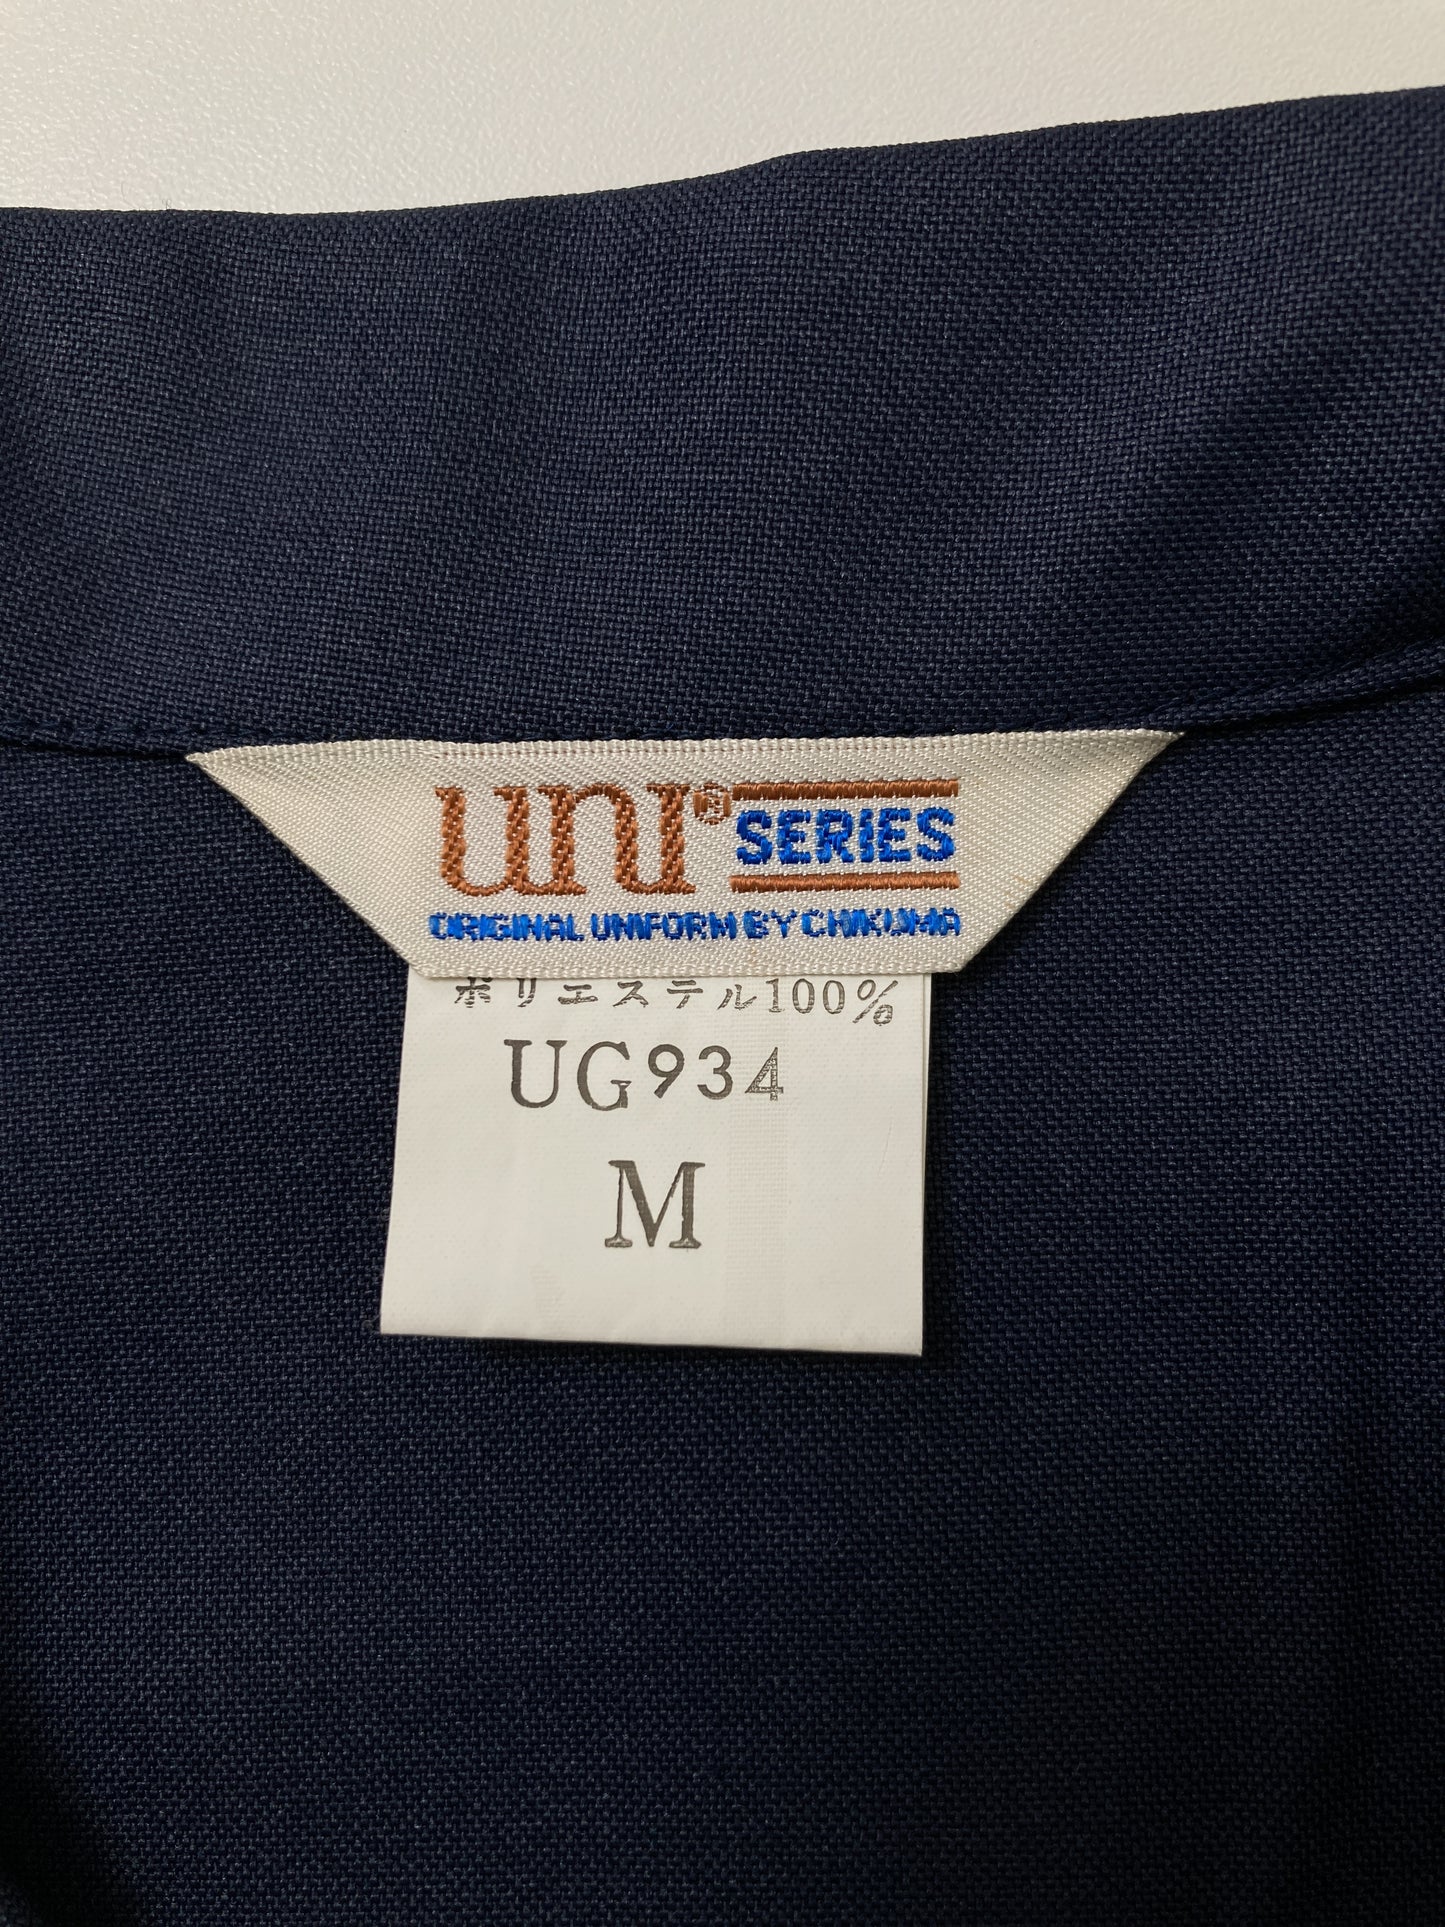 uni® SERIES
ORIGINAL UNIFORM BY CHIKUMA
ポリエステル100%
UG934
M